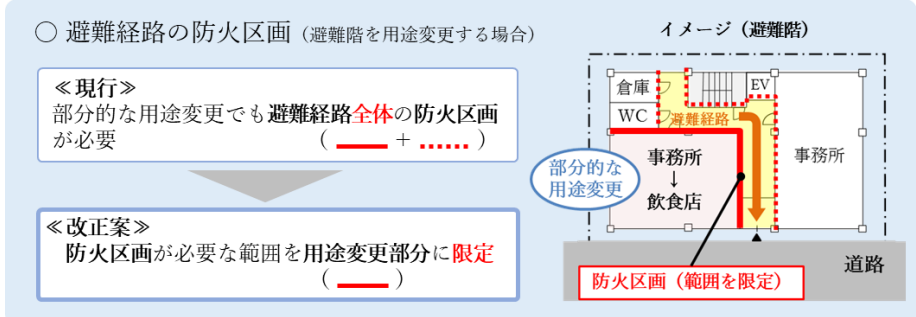 ○ 避難経路の防火区画（避難階を用途変更する場合）
≪現行≫
部分的な用途変更でも避難経路全体の防火区画
が必要
（ ＋ ）
≪改正案≫
防火区画が必要な範囲を用途変更部分に限定
（ ）
イメージ（避難階）
倉庫
EV
WC
避難経路
事務所
↓
飲食店
事務所
部分的な
用途変更
道路
防火区画（範囲を限定）